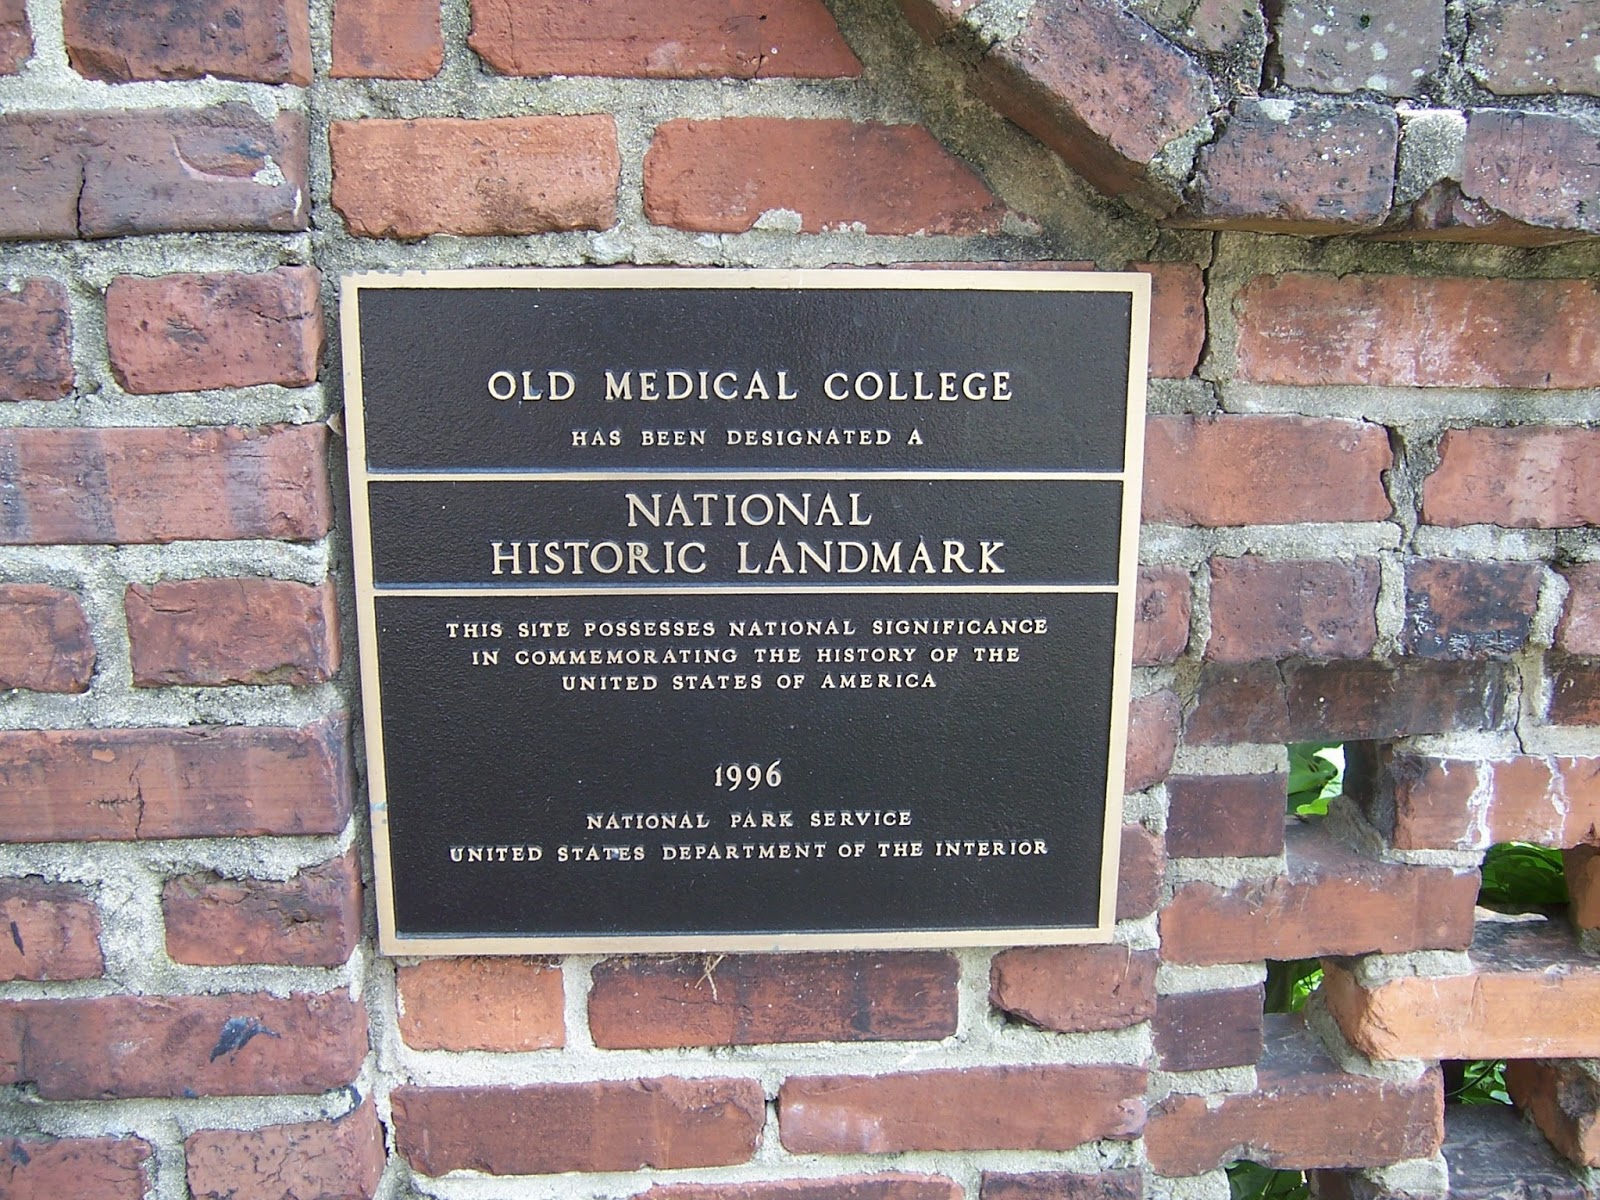 OLD MEDICAL COLLEGE
HAS BEEN DESIGNATED A
NATIONAL
HISTORIC LANDMARK
THIS SITE POSSESSES NATIONAL SIGNIFICANCE
IN COMMEMORATING THE HISTORY OF THE
UNITED STATES OF AMERICA
1996
NATIONAL PARK SERVICE
UNITED STATES DEPARTMENT OF THE INTERIOR